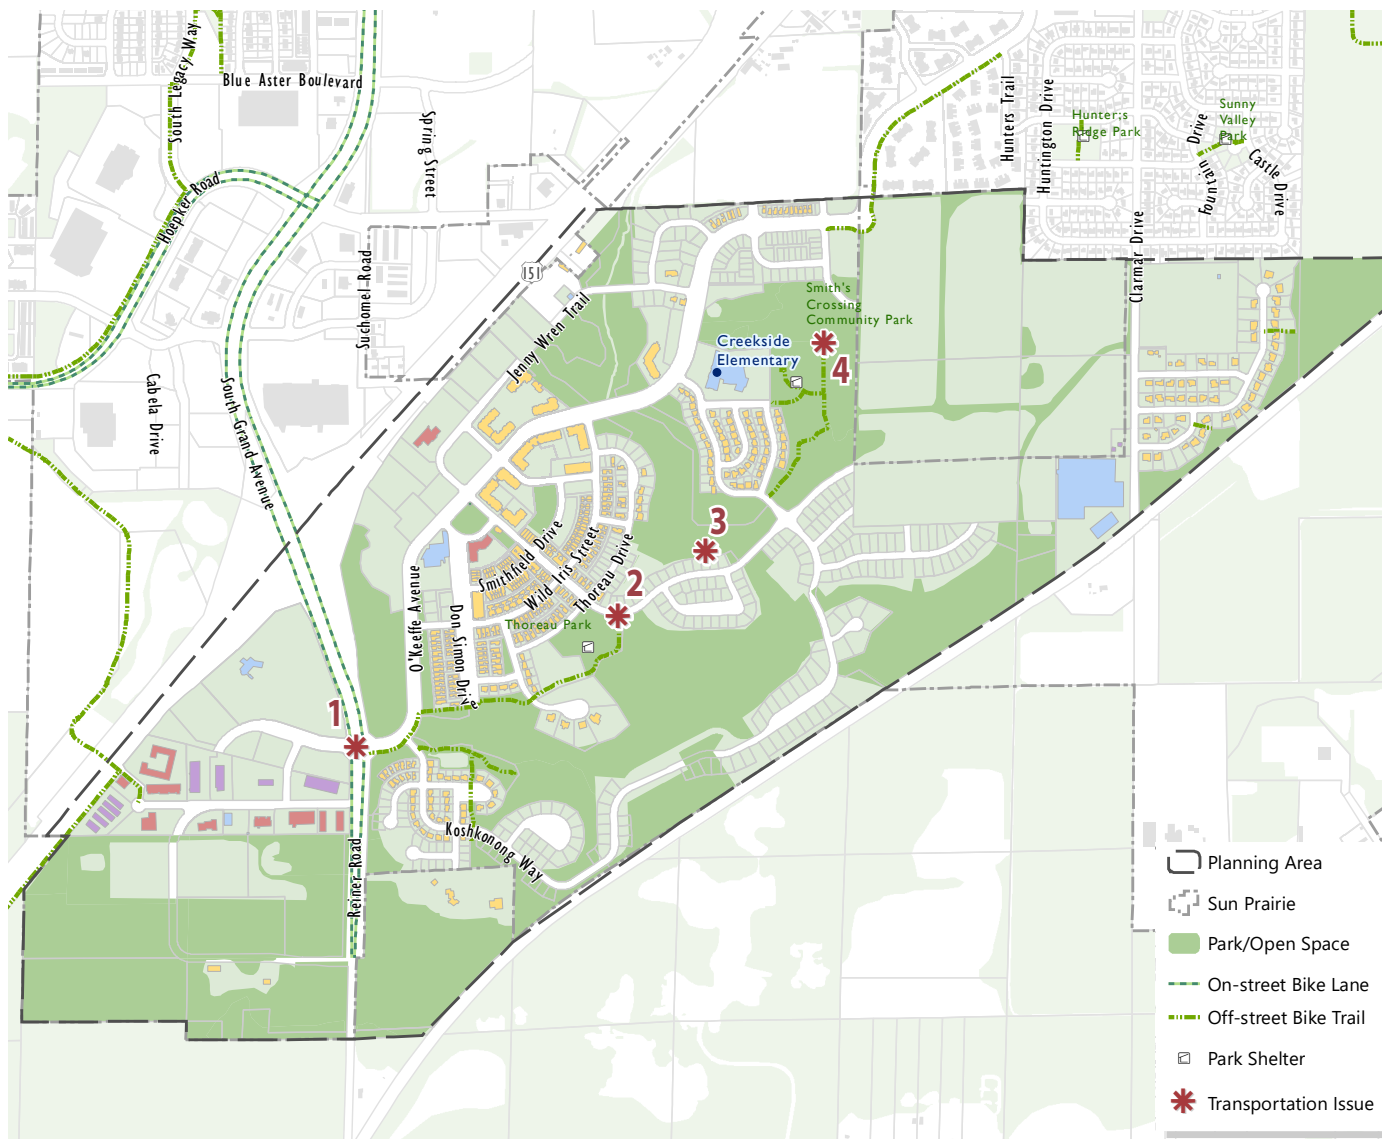 South Legacy Way
Blue Aster Boulevard
Spring Street
Hoepker Road
Suchomel Road
Cabela Drive
South Grand Avenue
151
Jenny Wren Trail
Hunters Trail
Huntington Drive
Hunter;s
Ridge Park
Sunny
Valley
Park
Fountain Drive
Castle Drive
Clarmar Drive
Smith's
Crossing
Community Park
Creekside
Elementary
4
3
2
1
Smithfield Drive
Wild Iris Street
Thoreau Drive
Thoreau Park
O'Keeffe Avenue
Don Simon Drive
Koshkonong Way
Reiner Road
Planning Area
Sun Prairie
Park/Open Space
On-street Bike Lane
Off-street Bike Trail
Park Shelter
Transportation Issue